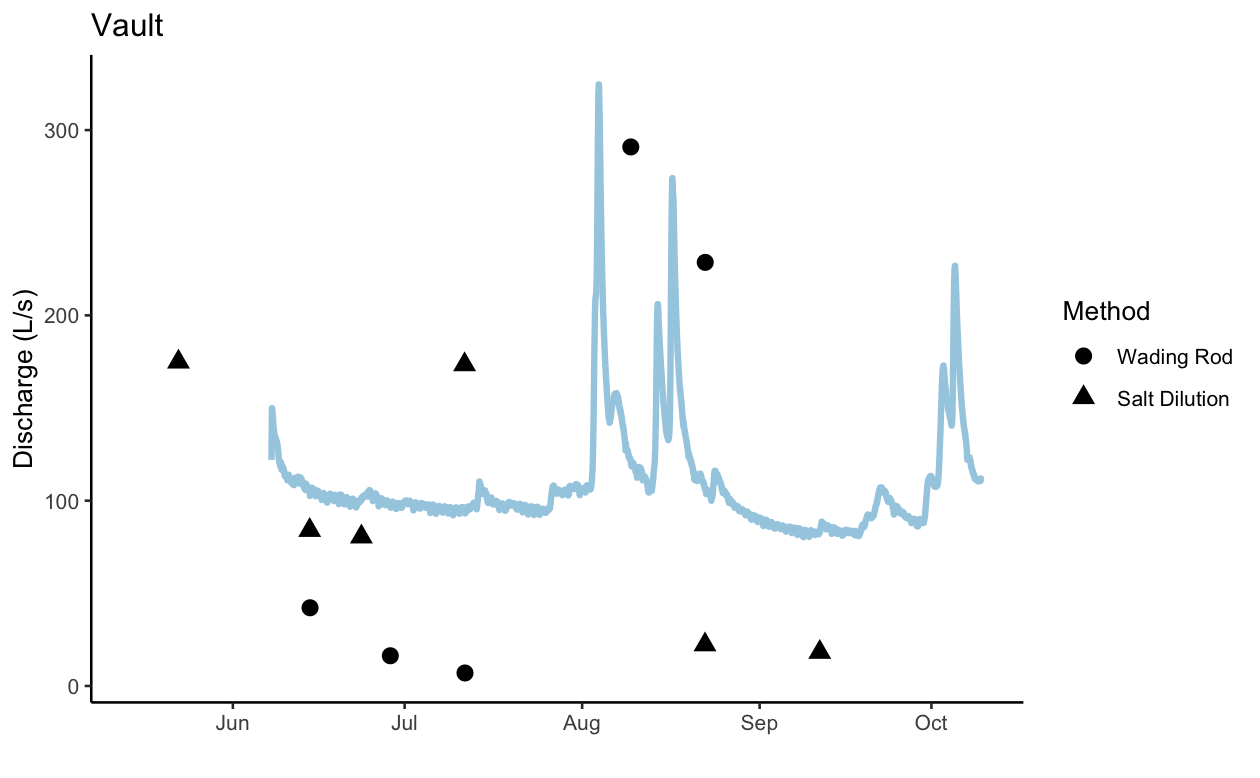 Vault
Discharge (L/s)
300
200
100
0
Jun Jul Aug Sep Oct
Method
Wading Rod
Salt Dilution